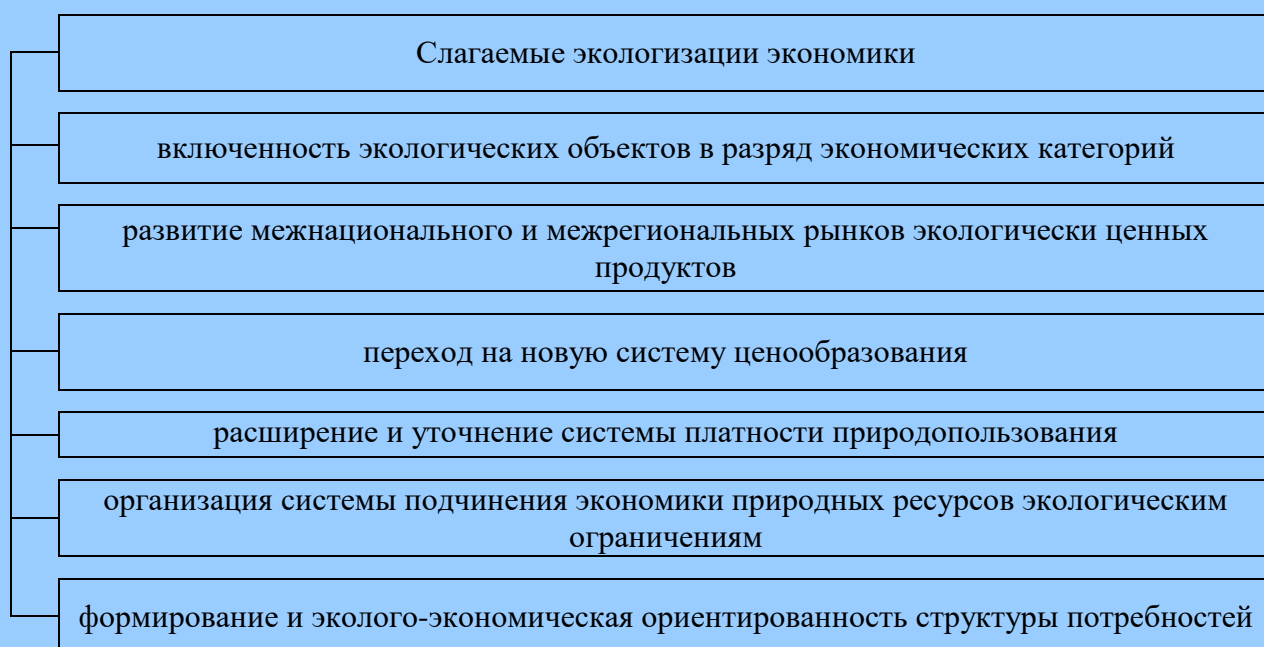 Слагаемые экологизации экономики
включенность экологических объектов в разряд экономических категорий
развитие межнационального и межрегиональных рынков экологически ценных
продуктов
переход на новую систему ценообразования
расширение и уточнение системы платности природопользования
организация системы подчинения экономики природных ресурсов экологическим
ограничениям
формирование и эколого-экономическая ориентированность структуры потребностей